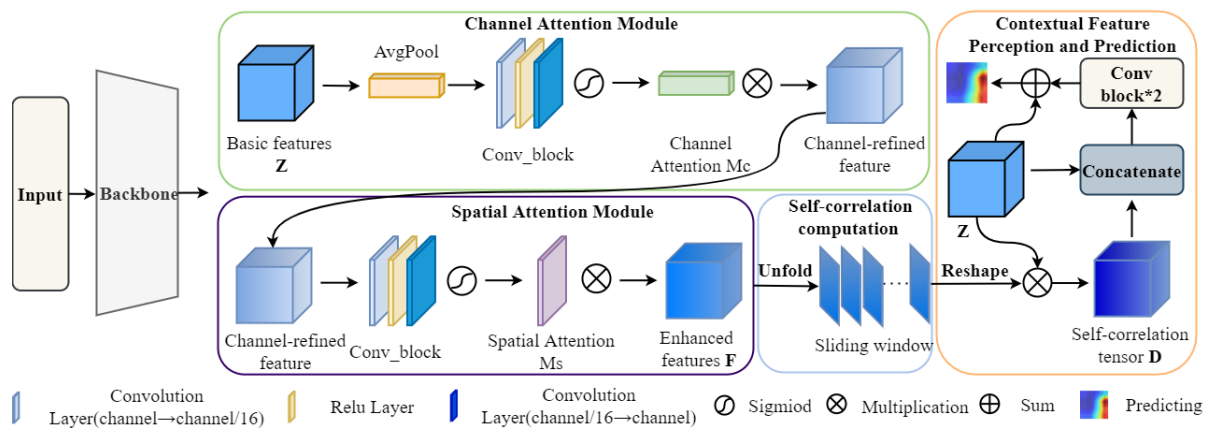 Channel Attention Module
AvgPool
Basic features
Z
Conv_block
Channel
Attention Mc
Channel-refined
feature
Input
Backbone
Spatial Attention Module
Channel-refined
feature
Conv_block
Spatial Attention
Ms
Enhanced
features F
Self-correlation
computation
Unfold
Sliding window
Reshape
Contextual Feature
Perception and Prediction
Conv
block*2
Concatenate
Z
Self-correlation
tensor D
Convolution
Layer(channel→channel/16)
Relu Layer
Convolution
Layer(channel/16→channel)
Sigmiod
Multiplication
Sum
Predicting